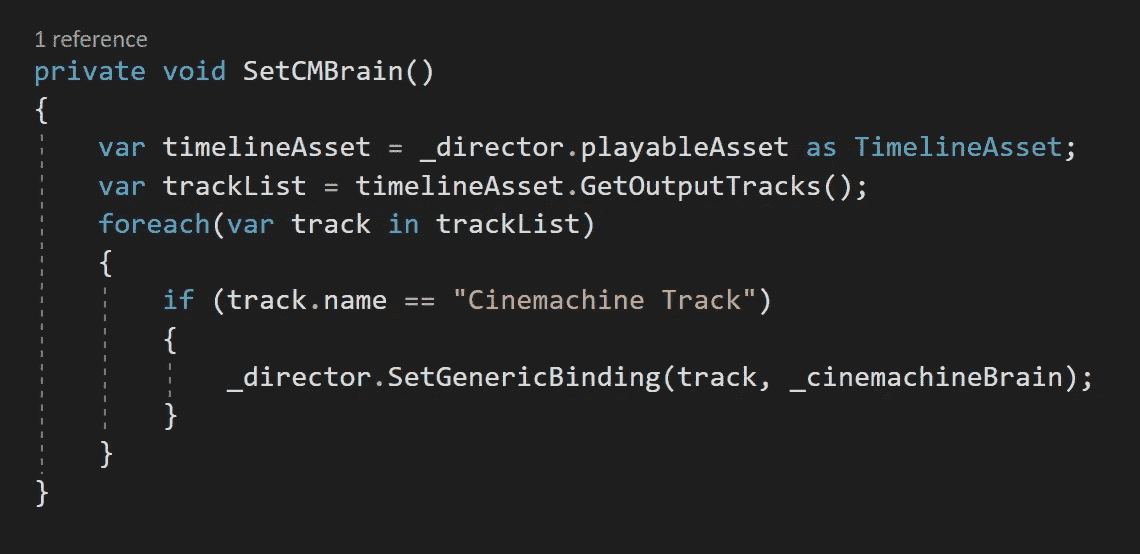 1 reference
private void SetCMBrain()
{
    var timelineAsset = _director.playableAsset as TimelineAsset;
    var trackList = timelineAsset.GetOutputTracks();
    foreach(var track in trackList)
    {
        if (track.name == "Cinemachine Track")
        {
            _director.SetGenericBinding(track, _cinemachineBrain);
        }
    }
}